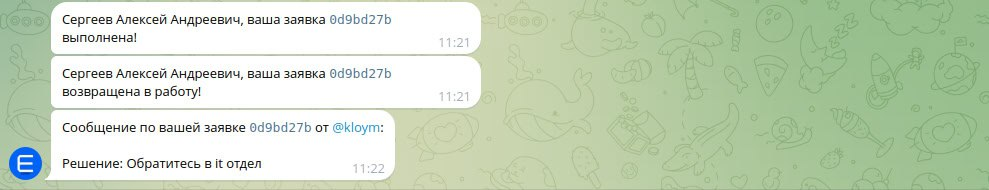 Сергеев Алексей Андреевич, ваша заявка 0d9bd27b
выполнена!
11:21
Сергеев Алексей Андреевич, ваша заявка 0d9bd27b
возвращена в работу!
11:21
Сообщение по вашей заявке 0d9bd27b от @kloym:
Решение: Обратитесь в it отдел
11:22
E